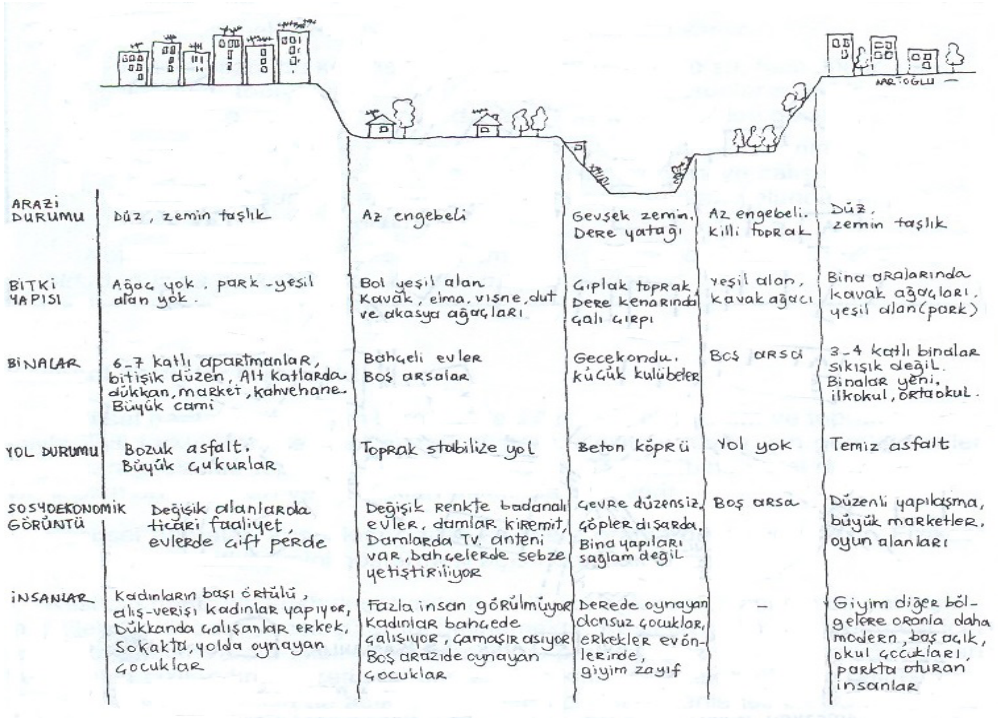 NARİOĞLU
ARAZİ
DURUMU
Düz, zemin taşlık
Az engebeli
Gevşek zemin,
Dere yatağı
Az engebeli.
killi toprak
Düz,
zemin taşlık
BİTKİ
YAPISI
Ağaç yok. park-yeşil
alan yok.
Bol yeşil alan
Kavak, elma, vişne, dut
ve akasya ağaçları
Çıplak toprak,
Dere kenarında
çalı çırpı
yeşil alan,
kavak ağacı
Bina aralarında
kavak ağaçları,
yeşil alan (park)
BİNALAR
6-7 katlı apartmanlar,
bitişik düzen, Alt katlarda
dükkan, market, kahvehane.
Büyük cami
Bahçeli evler
Boş arsalar
Gecekondu,
küçük kulübeler
Boş arsa
3-4 katlı binalar
sıkışık değil.
Binalar yeni,
ilkokul, ortaokul.
YOL DURUMU
Bozuk asfalt,
Büyük çukurlar
Toprak stabilize yol
Beton köprü
Yol yok
Temiz asfalt
SOSYOEKONOMİK
GÖRÜNTÜ
Değişik alanlarda
ticari faaliyet,
evlerde çift perde
Değişik renkte badanalı
evler, damlar kiremit,
Damlarda Tv. anteni
var, bahçelerde sebze
yetiştiriliyor
Çevre düzensiz,
çöpler dışarda,
Bina yapıları
sağlam değil
Boş arsa
Düzenli yapılaşma,
büyük marketler,
oyun alanları
İNSANLAR
Kadınların başı örtülü,
alış-verişi kadınlar yapıyor,
Dükkanda çalışanlar erkek,
Sokakta, yolda oynayan
çocuklar
Fazla insan görülmüyor
Kadınlar bahçede
çalışıyor, çamaşır asıyor
Boş arazide oynayan
çocuklar
Derede oynayan
donsuz çocuklar,
erkekler evön-
lerinde,
giyim zayıf
-
Giyim diğer böl-
gelere oranla daha
modern, baş açık,
okul çocukları,
parkta oturan
insanlar